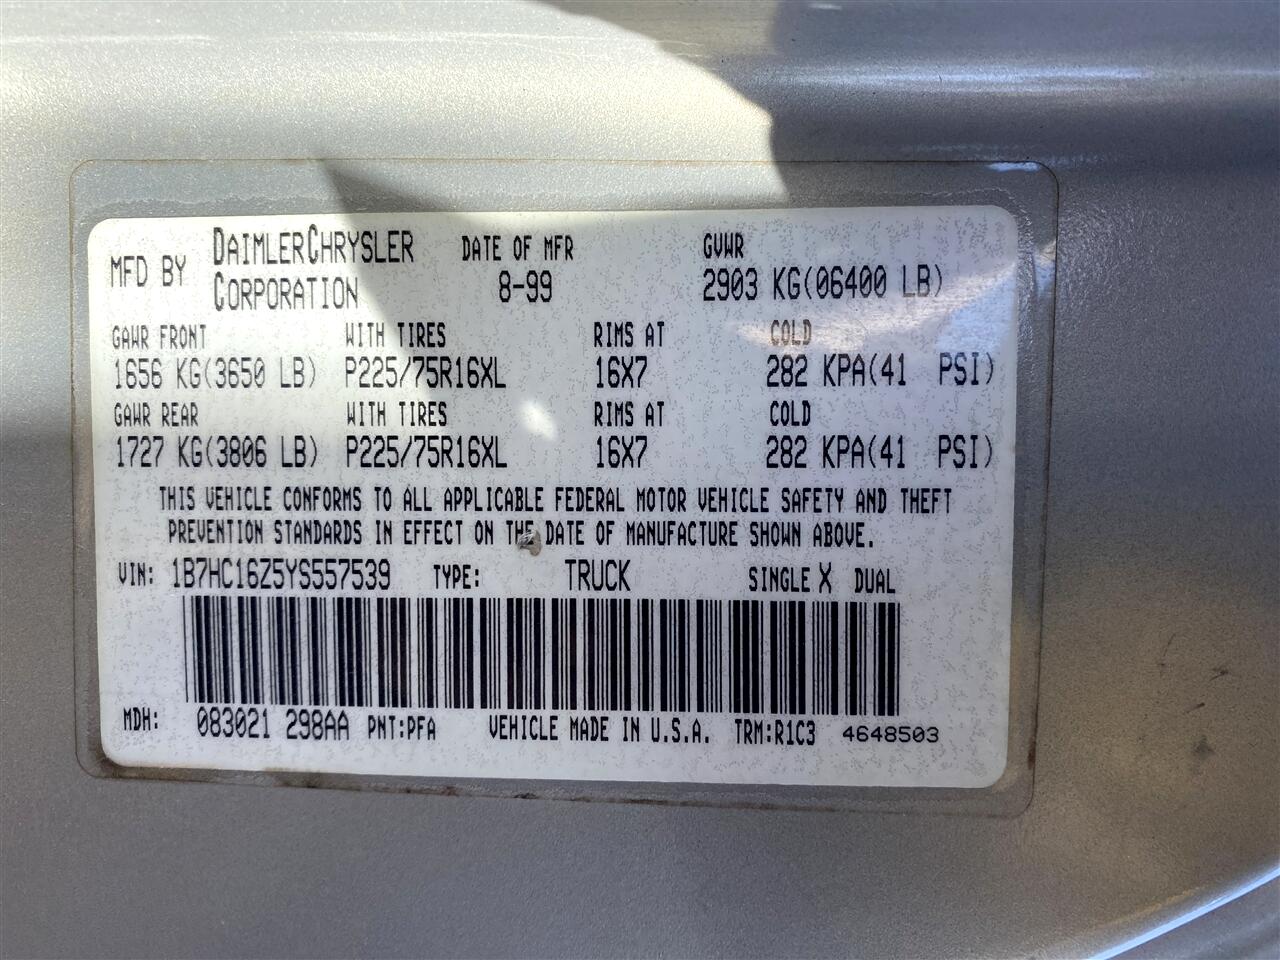 MFD BY DAIMLERCHRYSLER CORPORATION DATE OF MFR 8-99 GVWR 2903 KG(06400 LB)
GAWR FRONT WITH TIRES RIMS AT COLD
1656 KG(3650 LB) P225/75R16XL 16X7 282 KPA(41 PSI)
GAWR REAR WITH TIRES RIMS AT COLD
1727 KG(3806 LB) P225/75R16XL 16X7 282 KPA(41 PSI)
THIS VEHICLE CONFORMS TO ALL APPLICABLE FEDERAL MOTOR VEHICLE SAFETY AND THEFT
PREVENTION STANDARDS IN EFFECT ON THE DATE OF MANUFACTURE SHOWN ABOVE.
VIN: 1B7HC16Z5YS557539 TYPE: TRUCK SINGLE X DUAL
MDH: 083021 298AA PNT:PFA VEHICLE MADE IN U.S.A. TRM:R1C3 4648503